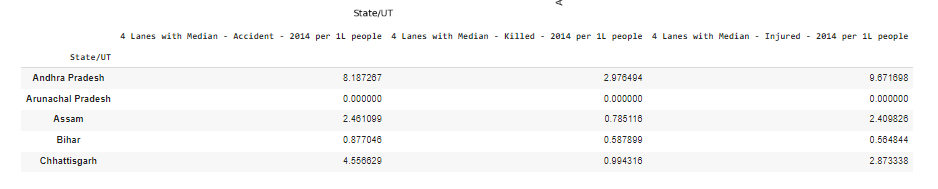 A
State/UT
4 Lanes with Median - Accident - 2014 per 1L people 4 Lanes with Median - Killed - 2014 per 1L people 4 Lanes with Median - Injured - 2014 per 1L people
State/UT
Andhra Pradesh 8.187267 2.976494 9.671698
Arunachal Pradesh 0.000000 0.000000 0.000000
Assam 2.461099 0.785116 2.409826
Bihar 0.877046 0.587899 0.564844
Chhattisgarh 4.556629 0.994316 2.873338